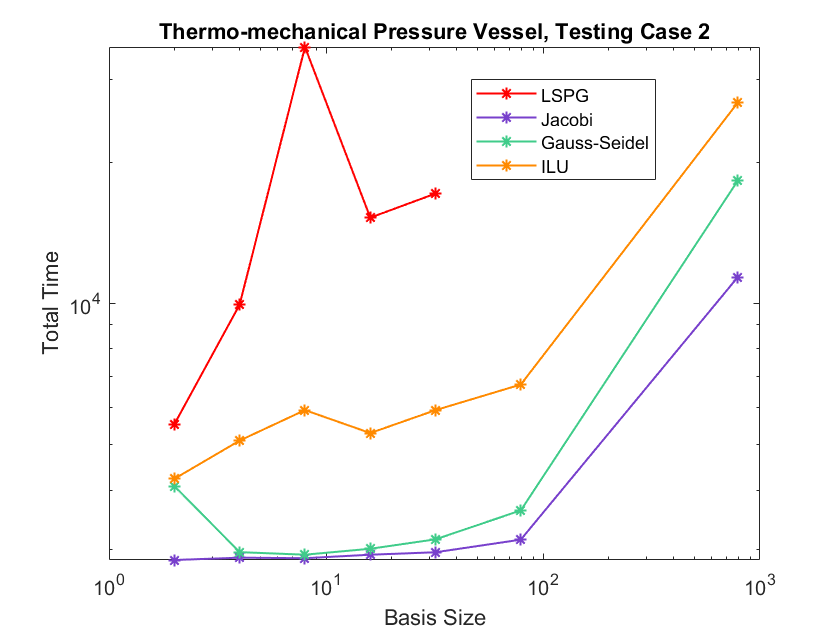 Thermo-mechanical Pressure Vessel, Testing Case 2
LSPG
Jacobi
Gauss-Seidel
ILU
Total Time
10^4
10^0
10^1
10^2
10^3
Basis Size